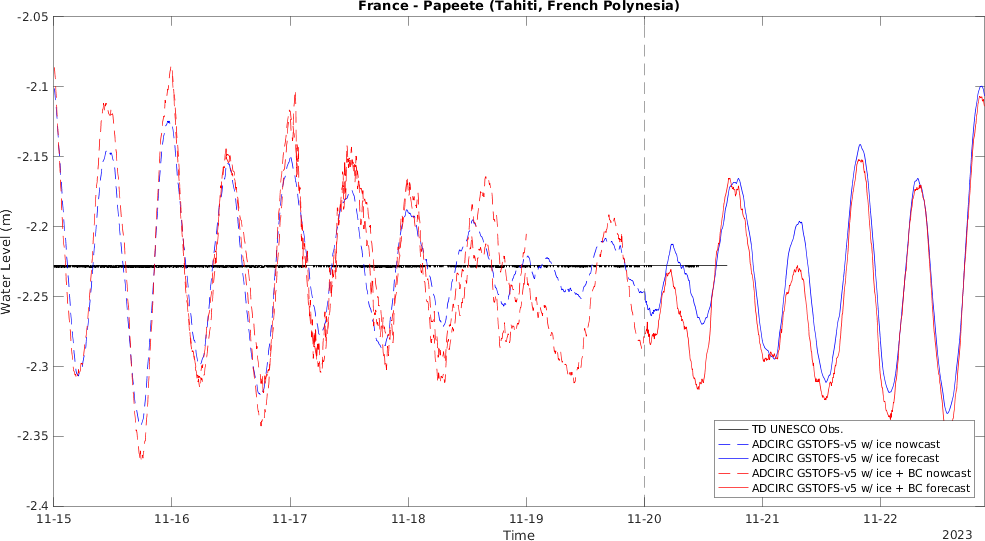 France - Papeete (Tahiti, French Polynesia)
-2.05
-2.1
-2.15
-2.2
-2.25
-2.3
-2.35
-2.4
Water Level (m)
TD UNESCO Obs.
ADCIRC GSTOFS-v5 w/ ice nowcast
ADCIRC GSTOFS-v5 w/ ice forecast
ADCIRC GSTOFS-v5 w/ ice + BC nowcast
ADCIRC GSTOFS-v5 w/ ice + BC forecast
11-15 11-16 11-17 11-18 11-19 11-20 11-21 11-22
Time
2023